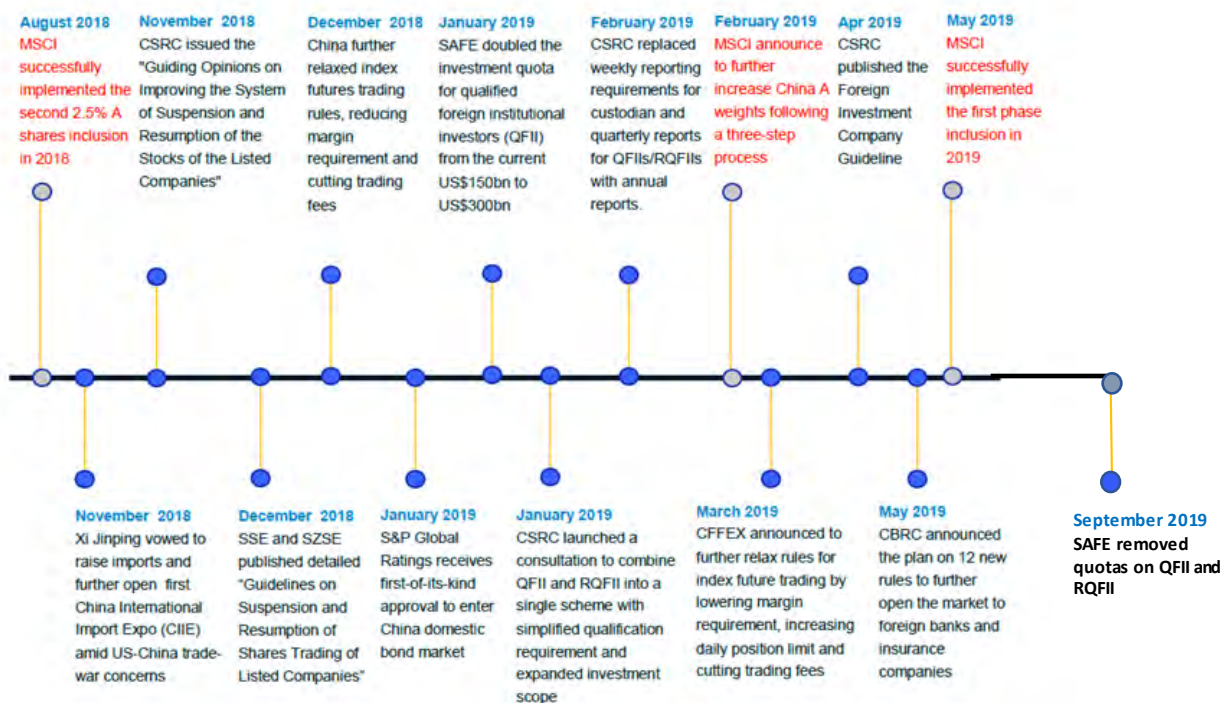 August 2018
MSCI
successfully
implemented the
second 2.5% A
shares inclusion
in 2018
November 2018
CSRC issued the
"Guiding Opinions on
Improving the System
of Suspension and
Resumption of the
Stocks of the Listed
Companies"
December 2018
China further
relaxed index
futures trading
rules, reducing
margin
requirement and
cutting trading
fees
January 2019
SAFE doubled the
investment quota
for qualified
foreign institutional
investors (QFII)
from the current
US$150bn to
US$300bn
February 2019
CSRC replaced
weekly reporting
requirements for
custodian and
quarterly reports
for QFIIs/RQFIIs
with annual
reports.
February 2019
MSCI announce
to further
increase China A
weights following
a three-step
process
Apr 2019
CSRC
published the
Foreign
Investment
Company
Guideline
May 2019
MSCI
successfully
implemented
the first phase
inclusion in
2019
November 2018
Xi Jinping vowed to
raise imports and
further open first
China International
Import Expo (CIIE)
amid US-China trade-
war concerns
December 2018
SSE and SZSE
published detailed
"Guidelines on
Suspension and
Resumption of
Shares Trading of
Listed Companies"
January 2019
S&P Global
Ratings receives
first-of-its-kind
approval to enter
China domestic
bond market
January 2019
CSRC launched a
consultation to combine
QFII and RQFII into a
single scheme with
simplified qualification
requirement and
expanded investment
scope
March 2019
CFFEX announced to
further relax rules for
index future trading by
lowering margin
requirement, increasing
daily position limit and
cutting trading fees
May 2019
CBRC announced
the plan on 12 new
rules to further
open the market to
foreign banks and
insurance
companies
September 2019
SAFE removed
quotas on QFII and
RQFII